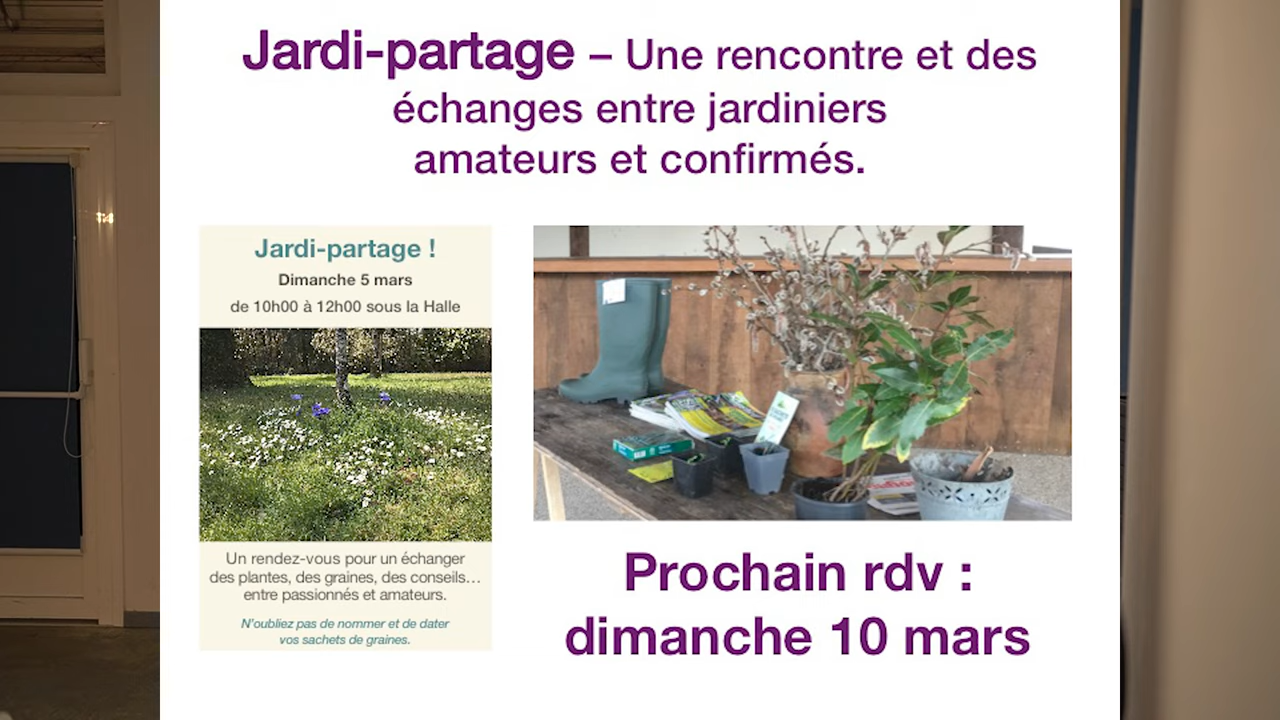 Jardi-partage – Une rencontre et des
échanges entre jardiniers
amateurs et confirmés.
Jardi-partage !
Dimanche 5 mars
de 10h00 à 12h00 sous la Halle
Un rendez-vous pour un échanger
des plantes, des graines, des conseils...
entre passionnés et amateurs.
N'oubliez pas de nommer et de dater
vos sachets de graines.
Prochain rdv :
dimanche 10 mars